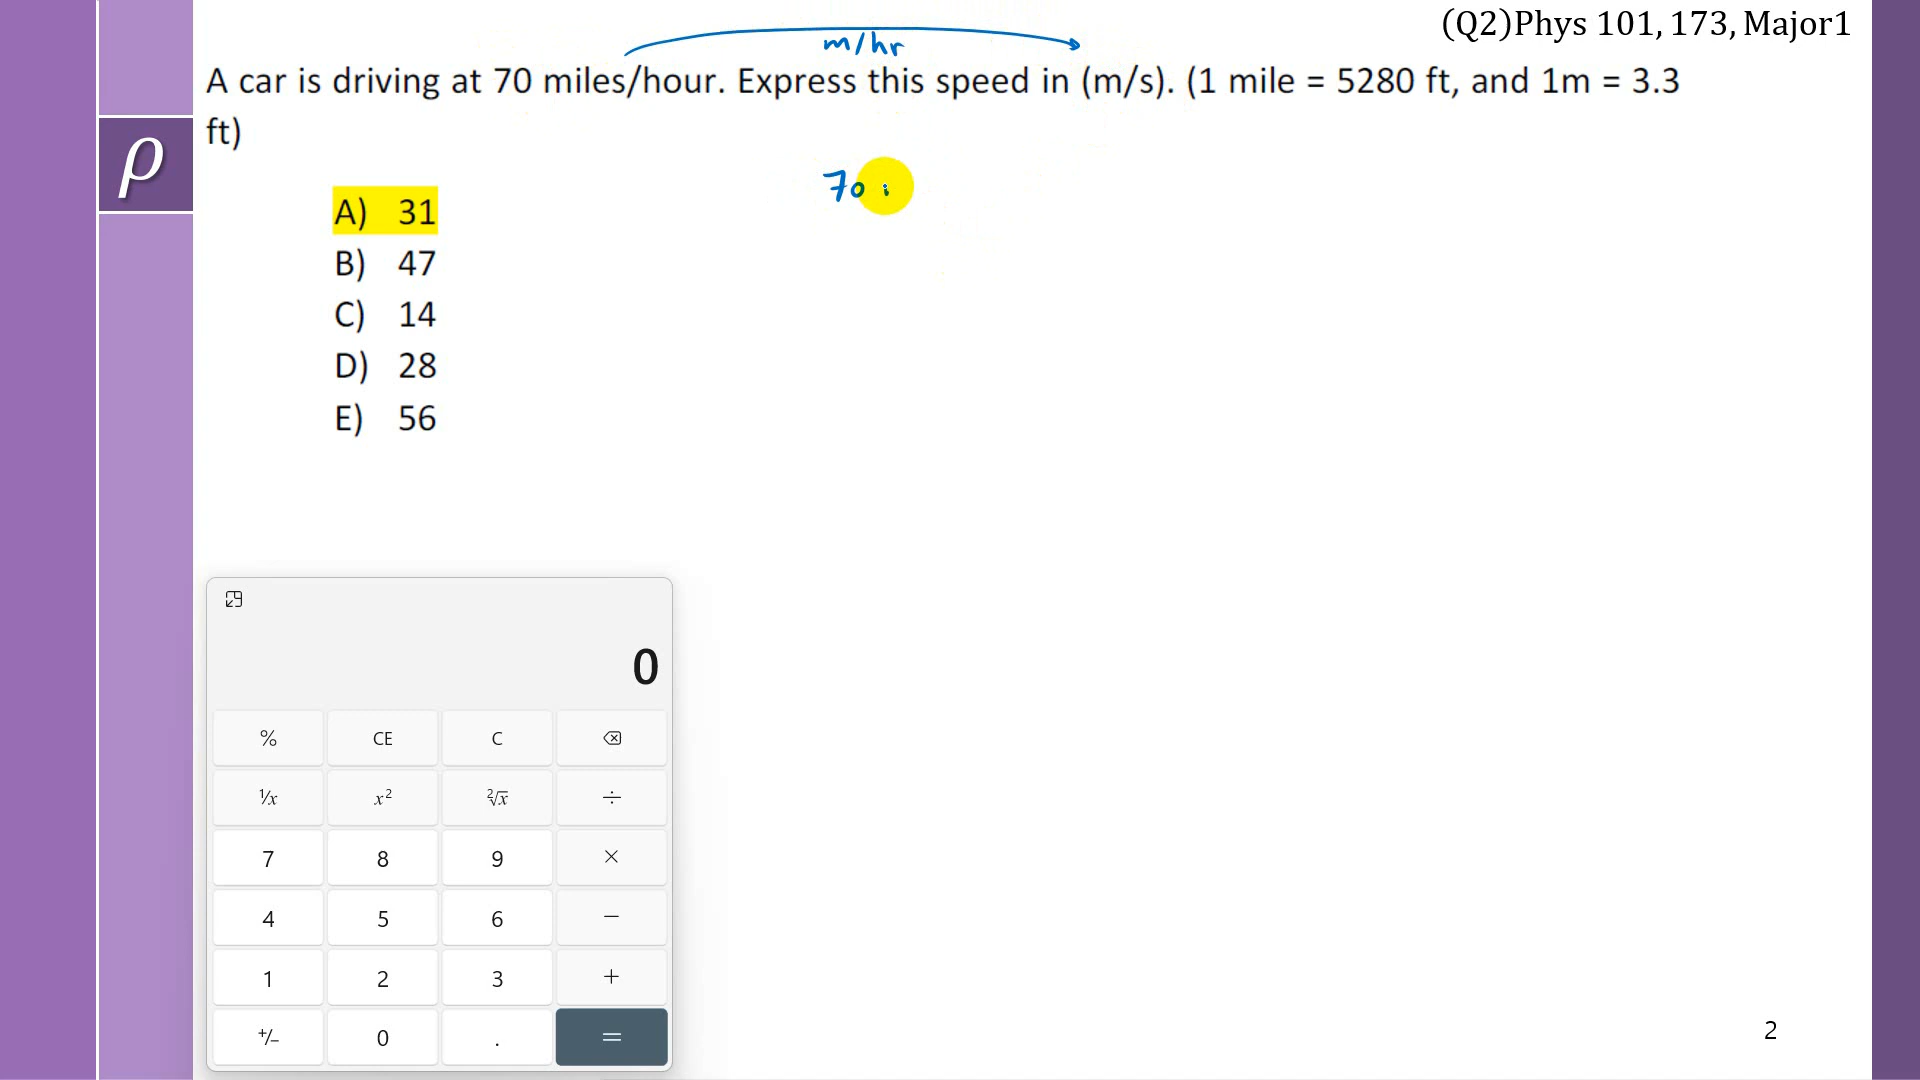 (Q2)Phys 101, 173, Major1
m/hr
A car is driving at 70 miles/hour. Express this speed in (m/s). (1 mile = 5280 ft, and 1m = 3.3
ft)
ρ
70
A) 31
B) 47
C) 14
D) 28
E) 56
0
% CE C
¹/x x² ²√x ÷
7 8 9 ×
4 5 6 −
1 2 3 +
+/− 0 . =
2